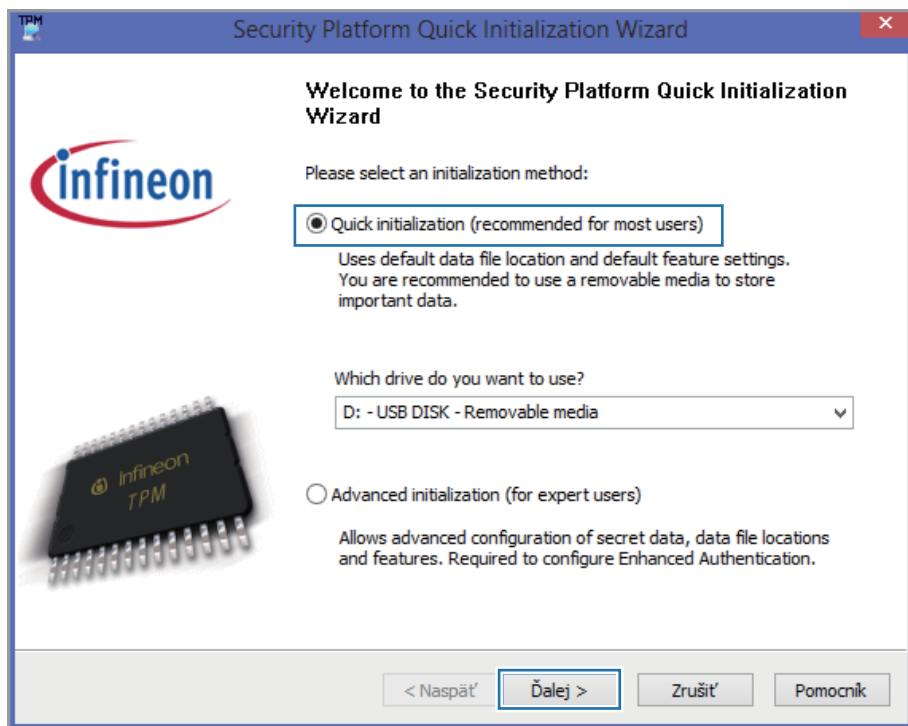 TPM
Security Platform Quick Initialization Wizard
Welcome to the Security Platform Quick Initialization
Wizard
infineon
Please select an initialization method:
Quick initialization (recommended for most users)
Uses default data file location and default feature settings.
You are recommended to use a removable media to store
important data.
Which drive do you want to use?
D: - USB DISK - Removable media
Infineon
TPM
Advanced initialization (for expert users)
Allows advanced configuration of secret data, data file locations
and features. Required to configure Enhanced Authentication.
< Naspäť
Ďalej >
Zrušiť
Pomocník